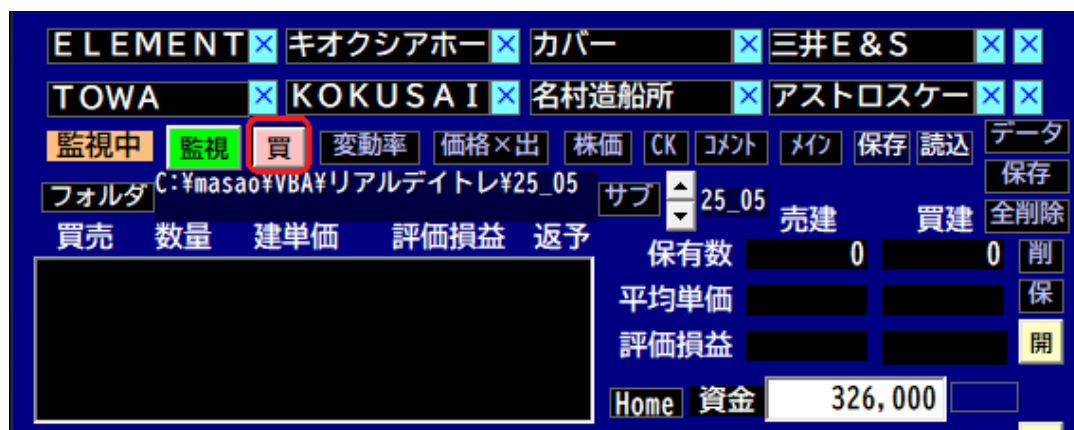 ＥＬＥＭＥＮＴ × キオクシアホー × カバー × 三井Ｅ＆Ｓ × ×
ＴＯＷＡ × ＫＯＫＵＳＡＩ × 名村造船所 × アストロスケー × ×
監視中 監視 買 変動率 価格×出 株価 CK ｺﾒﾝﾄ ﾒｲﾝ 保存 読込 データ
フォルダ C:¥masao¥VBA¥リアルデイトレ¥25_05 サブ 25_05 保存
買売 数量 建単価 評価損益 返予 売建 買建 全削除
保有数 0 0 削
平均単価 保
評価損益 開
Home 資金 326,000